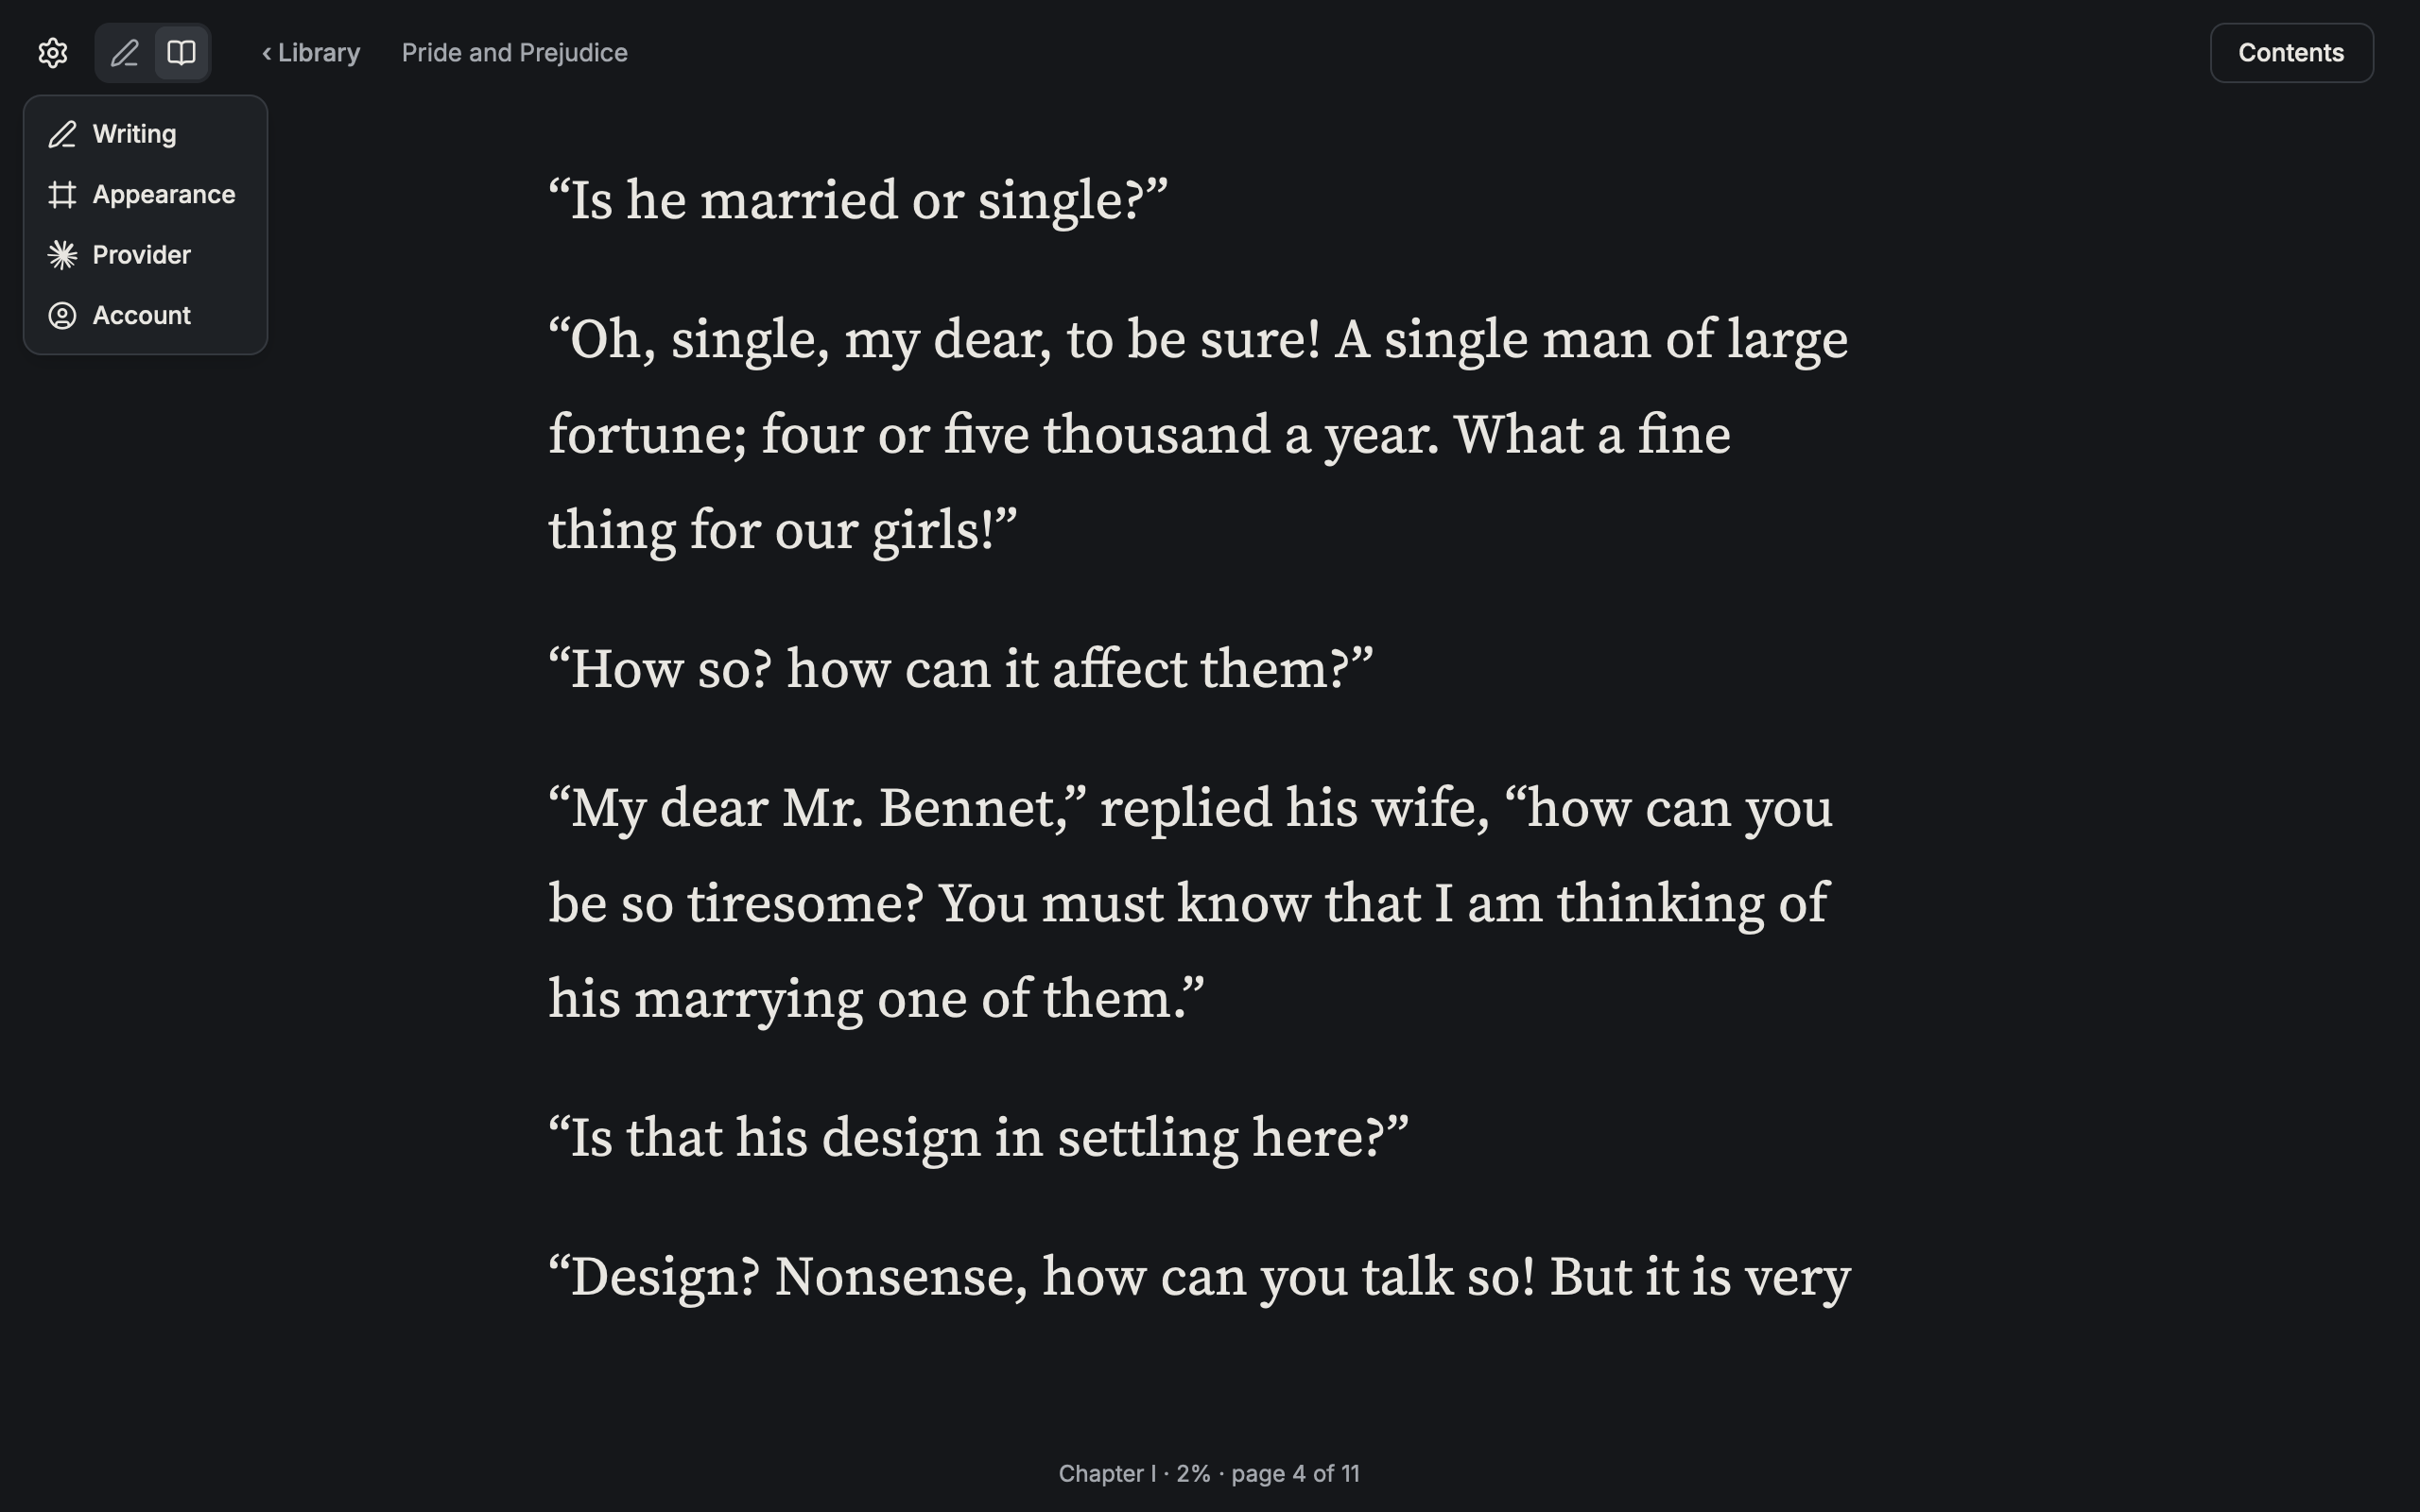 ‹ Library
Pride and Prejudice
Contents
Writing
Appearance
Provider
Account
“Is he married or single?”
“Oh, single, my dear, to be sure! A single man of large
fortune; four or five thousand a year. What a fine
thing for our girls!”
“How so? how can it affect them?”
“My dear Mr. Bennet,” replied his wife, “how can you
be so tiresome? You must know that I am thinking of
his marrying one of them.”
“Is that his design in settling here?”
“Design? Nonsense, how can you talk so! But it is very
Chapter I · 2% · page 4 of 11